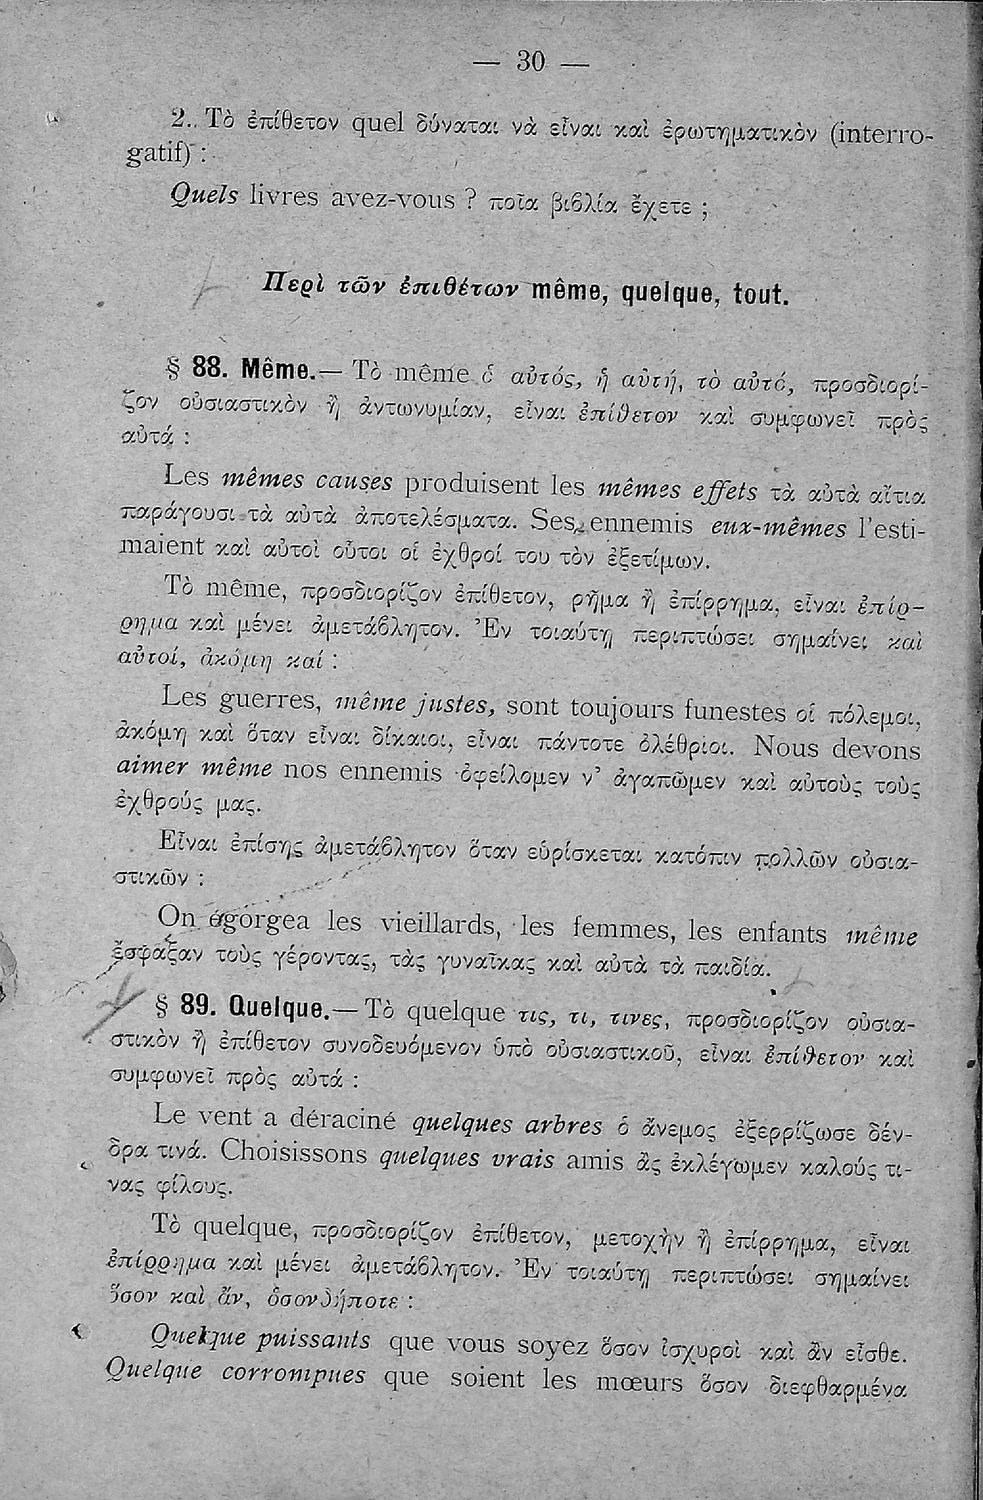 — 30 —
2. Τὸ ἐπίθετον quel δύναται νὰ εἶναι καὶ ἐρωτηματικὸν (interro-
gatif) :
Quels livres avez-vous ? ποῖα βιβλία ἔχετε ;
Περὶ τῶν ἐπιθέτων même, quelque, tout.
§ 88. Même.— Τὸ même ὁ αὐτός, ἡ αὐτή, τὸ αὐτό, προσδιορί-
ζον οὐσιαστικὸν ἢ ἀντωνυμίαν, εἶναι ἐπίθετον καὶ συμφωνεῖ πρὸς
αὐτά :
Les mêmes causes produisent les mêmes effets τὰ αὐτὰ αἴτια
παράγουσι τὰ αὐτὰ ἀποτελέσματα. Ses ennemis eux-mêmes l'esti-
maient καὶ αὐτοὶ οὗτοι οἱ ἐχθροί του τὸν ἐξετίμων.
Τὸ même, προσδιορίζον ἐπίθετον, ρῆμα ἢ ἐπίρρημα, εἶναι ἐπίρ-
ρημα καὶ μένει ἀμετάβλητον. Ἐν τοιαύτῃ περιπτώσει σημαίνει καὶ
αὐτοί, ἀκόμη καί :
Les guerres, même justes, sont toujours funestes οἱ πόλεμοι,
ἀκόμη καὶ ὅταν εἶναι δίκαιοι, εἶναι πάντοτε ὀλέθριοι. Nous devons
aimer même nos ennemis ὀφείλομεν ν' ἀγαπῶμεν καὶ αὐτοὺς τοὺς
ἐχθρούς μας.
Εἶναι ἐπίσης ἀμετάβλητον ὅταν εὑρίσκεται κατόπιν πολλῶν οὐσια-
στικῶν :
On égorgea les vieillards, les femmes, les enfants même
ἔσφαξαν τοὺς γέροντας, τὰς γυναῖκας καὶ αὐτὰ τὰ παιδία.
§ 89. Quelque.— Τὸ quelque τις, τι, τινες, προσδιορίζον οὐσια-
στικὸν ἢ ἐπίθετον συνοδευόμενον ὑπὸ οὐσιαστικοῦ, εἶναι ἐπίθετον καὶ
συμφωνεῖ πρὸς αὐτά :
Le vent a déraciné quelques arbres ὁ ἄνεμος ἐξερρίζωσε δέν-
δρα τινά. Choisissons quelques vrais amis ἂς ἐκλέγωμεν καλούς τι-
νας φίλους.
Τὸ quelque, προσδιορίζον ἐπίθετον, μετοχὴν ἢ ἐπίρρημα, εἶναι
ἐπίρρημα καὶ μένει ἀμετάβλητον. Ἐν τοιαύτῃ περιπτώσει σημαίνει
ὅσον καὶ ἄν, ὁσονδήποτε :
Quelque puissants que vous soyez ὅσον ἰσχυροὶ καὶ ἂν εἶσθε.
Quelque corrompues que soient les mœurs ὅσον διεφθαρμένα